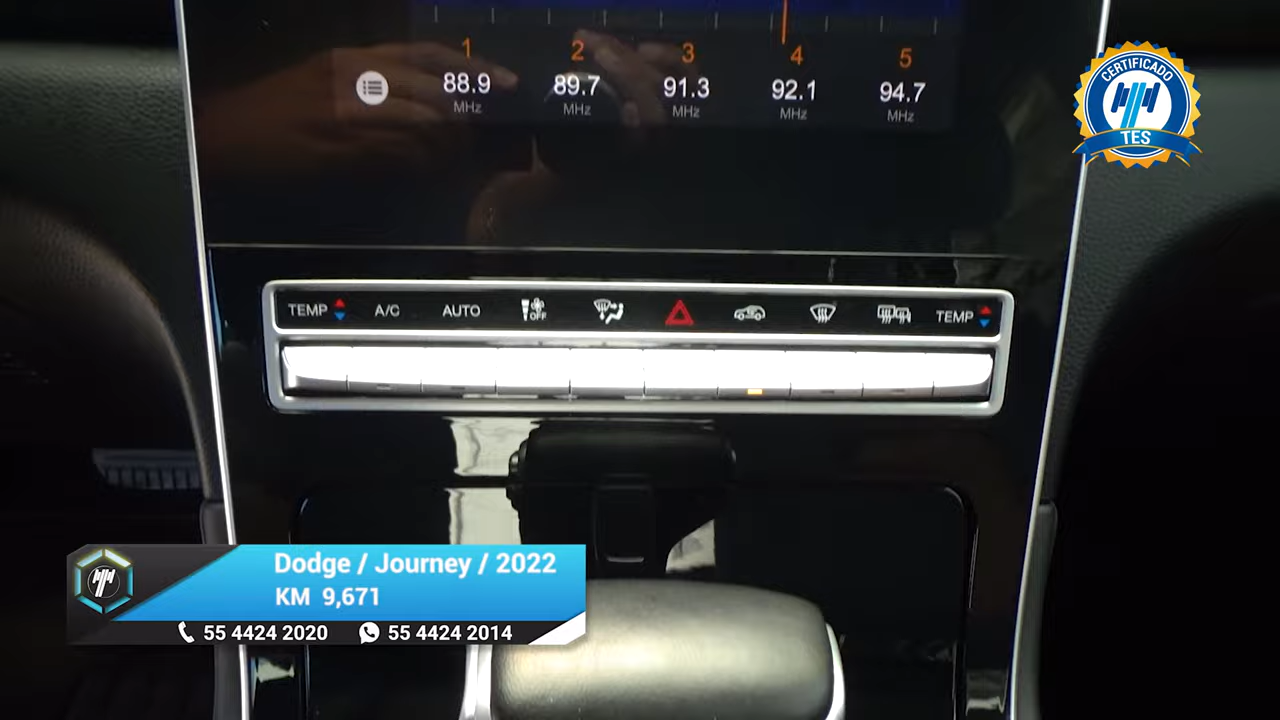 1 2 3 4 5
88.9 89.7 91.3 92.1 94.7
MHz MHz MHz MHz MHz
CERTIFICADO
TES
TEMP A/C AUTO OFF TEMP
Dodge / Journey / 2022
KM 9,671
55 4424 2020 55 4424 2014